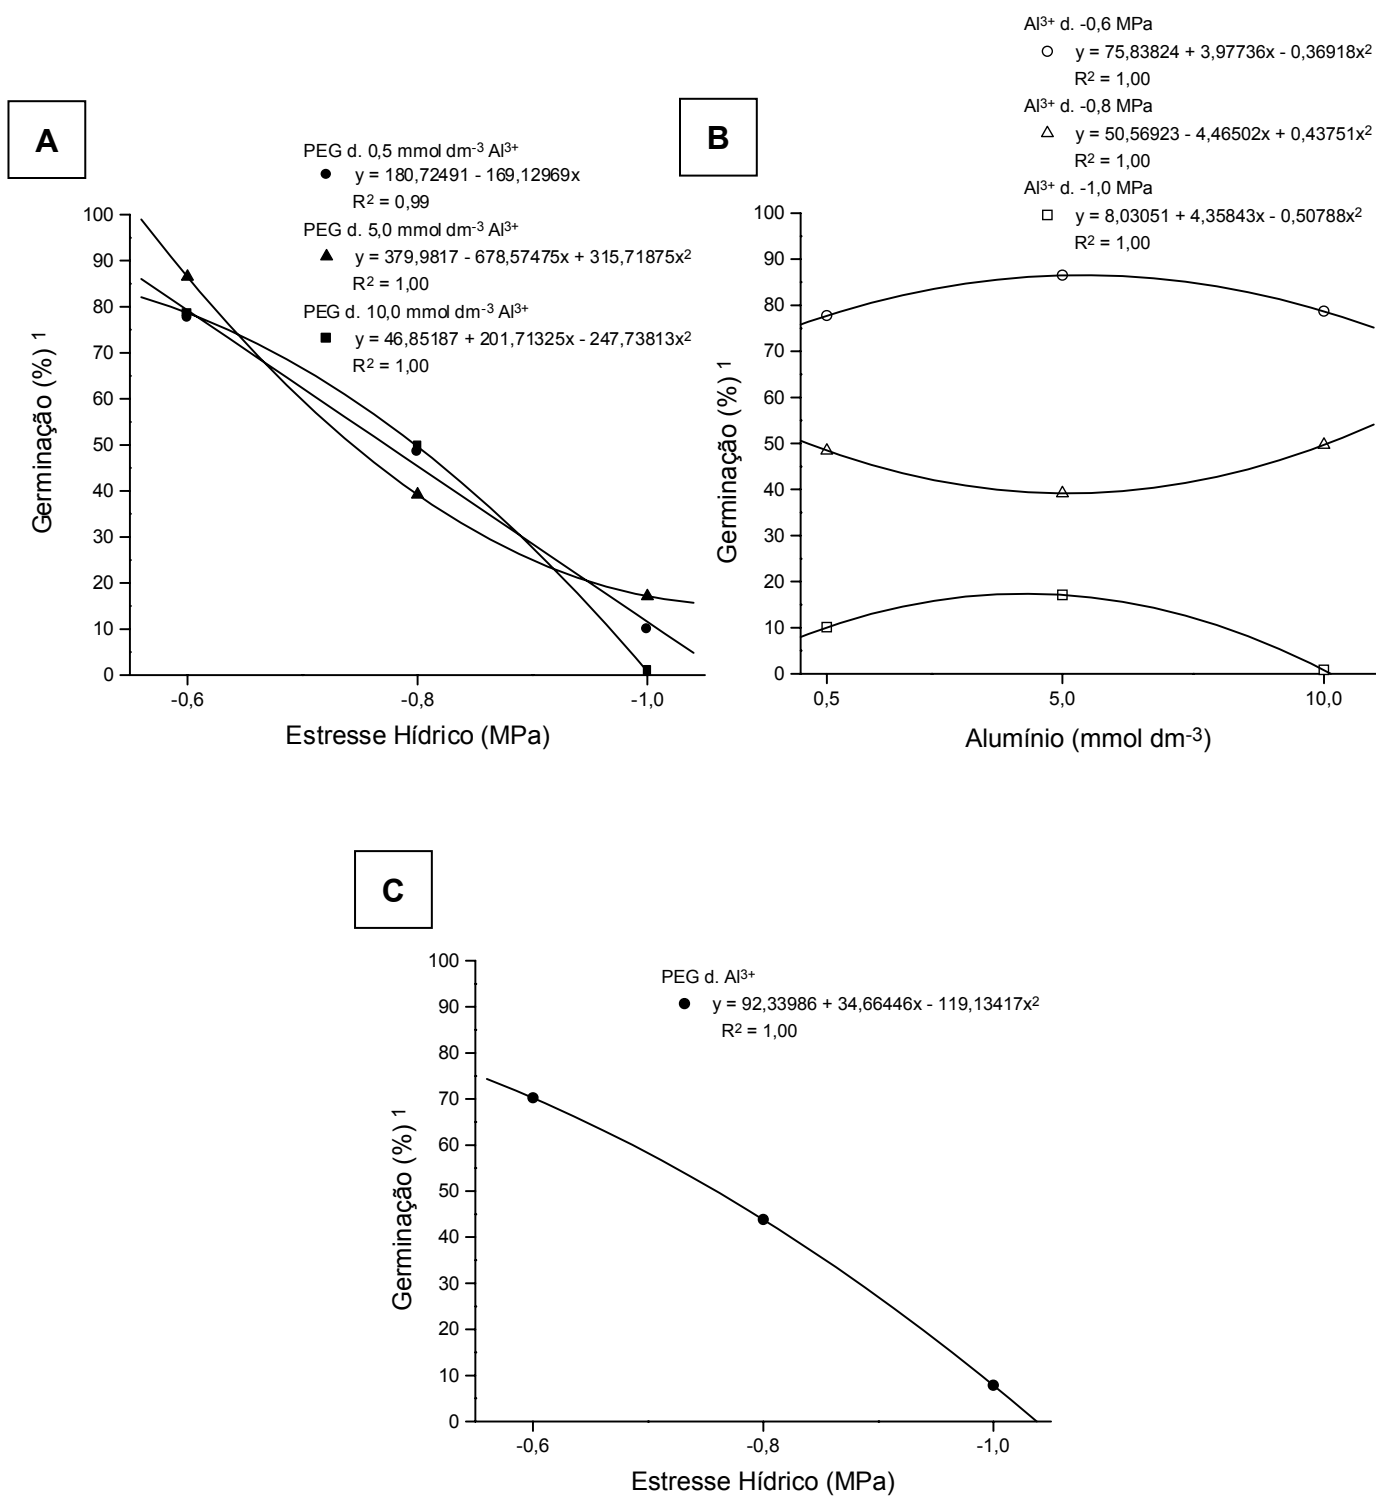 A
PEG d. 0,5 mmol dm-3 Al3+
y = 180,72491 - 169,12969x
R2 = 0,99
PEG d. 5,0 mmol dm-3 Al3+
y = 379,9817 - 678,57475x + 315,71875x2
R2 = 1,00
PEG d. 10,0 mmol dm-3 Al3+
y = 46,85187 + 201,71325x - 247,73813x2
R2 = 1,00
Germinação (%) 1
100
90
80
70
60
50
40
30
20
10
0
-0,6
-0,8
-1,0
Estresse Hídrico (MPa)
B
Al3+ d. -0,6 MPa
y = 75,83824 + 3,97736x - 0,36918x2
R2 = 1,00
Al3+ d. -0,8 MPa
y = 50,56923 - 4,46502x + 0,43751x2
R2 = 1,00
Al3+ d. -1,0 MPa
y = 8,03051 + 4,35843x - 0,50788x2
R2 = 1,00
Germinação (%) 1
100
90
80
70
60
50
40
30
20
10
0
0,5
5,0
10,0
Alumínio (mmol dm-3)
C
PEG d. Al3+
y = 92,33986 + 34,66446x - 119,13417x2
R2 = 1,00
Germinação (%) 1
100
90
80
70
60
50
40
30
20
10
0
-0,6
-0,8
-1,0
Estresse Hídrico (MPa)